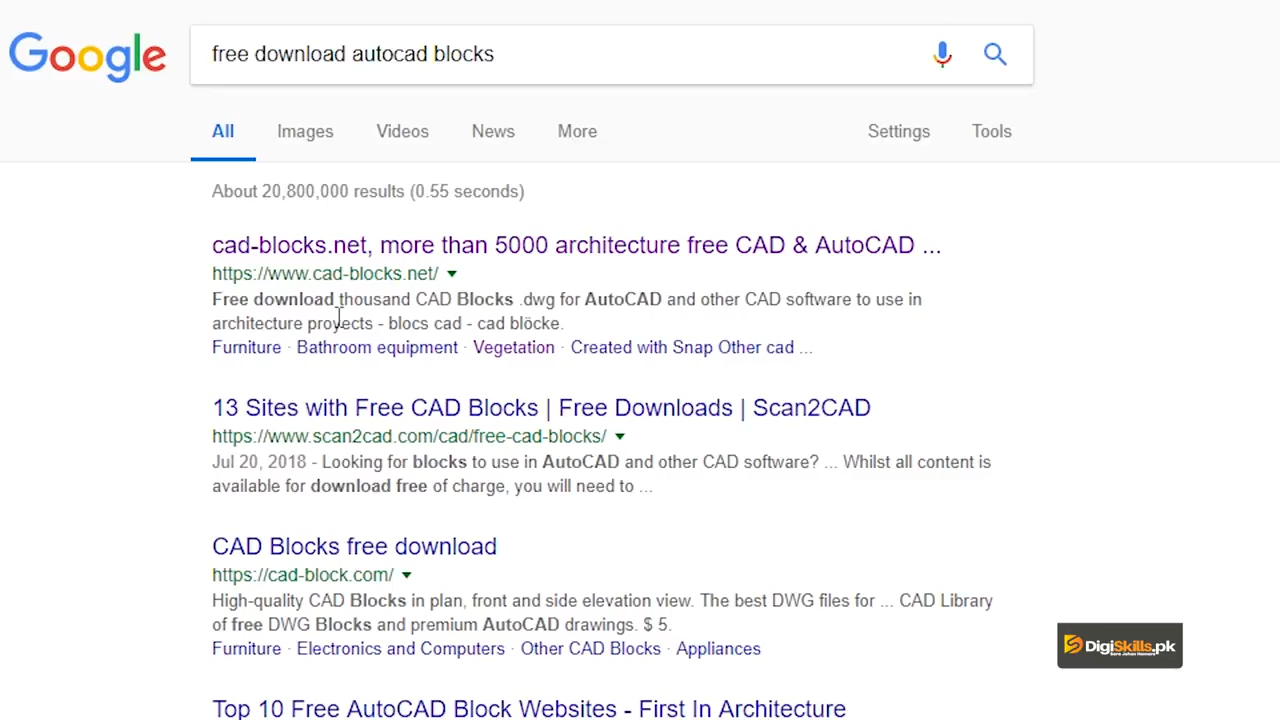 Google
free download autocad blocks
All Images Videos News More Settings Tools
About 20,800,000 results (0.55 seconds)
cad-blocks.net, more than 5000 architecture free CAD & AutoCAD ...
https://www.cad-blocks.net/
Free download thousand CAD Blocks .dwg for AutoCAD and other CAD software to use in
architecture proyects - blocs cad - cad blöcke.
Furniture · Bathroom equipment · Vegetation · Created with Snap Other cad ...
13 Sites with Free CAD Blocks | Free Downloads | Scan2CAD
https://www.scan2cad.com/cad/free-cad-blocks/
Jul 20, 2018 - Looking for blocks to use in AutoCAD and other CAD software? ... Whilst all content is
available for download free of charge, you will need to ...
CAD Blocks free download
https://cad-block.com/
High-quality CAD Blocks in plan, front and side elevation view. The best DWG files for ... CAD Library
of free DWG Blocks and premium AutoCAD drawings. $ 5.
Furniture · Electronics and Computers · Other CAD Blocks · Appliances
DigiSkills.pk
Top 10 Free AutoCAD Block Websites - First In Architecture